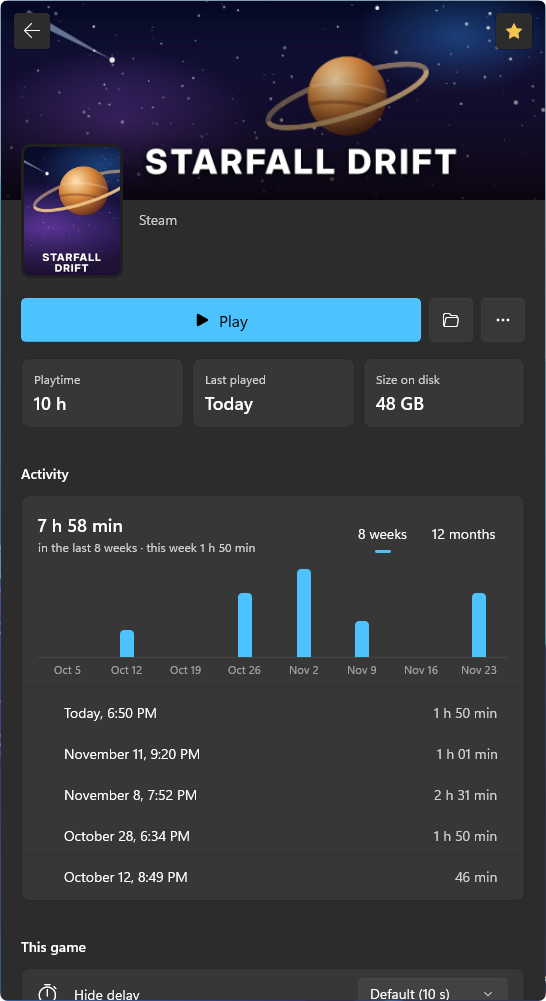 STARFALL DRIFT
STARFALL
DRIFT
Steam
Play
Playtime
10 h
Last played
Today
Size on disk
48 GB
Activity
7 h 58 min
in the last 8 weeks · this week 1 h 50 min
8 weeks
12 months
Oct 5
Oct 12
Oct 19
Oct 26
Nov 2
Nov 9
Nov 16
Nov 23
Today, 6:50 PM
1 h 50 min
November 11, 9:20 PM
1 h 01 min
November 8, 7:52 PM
2 h 31 min
October 28, 6:34 PM
1 h 50 min
October 12, 8:49 PM
46 min
This game
Hide delay
Default (10 s)